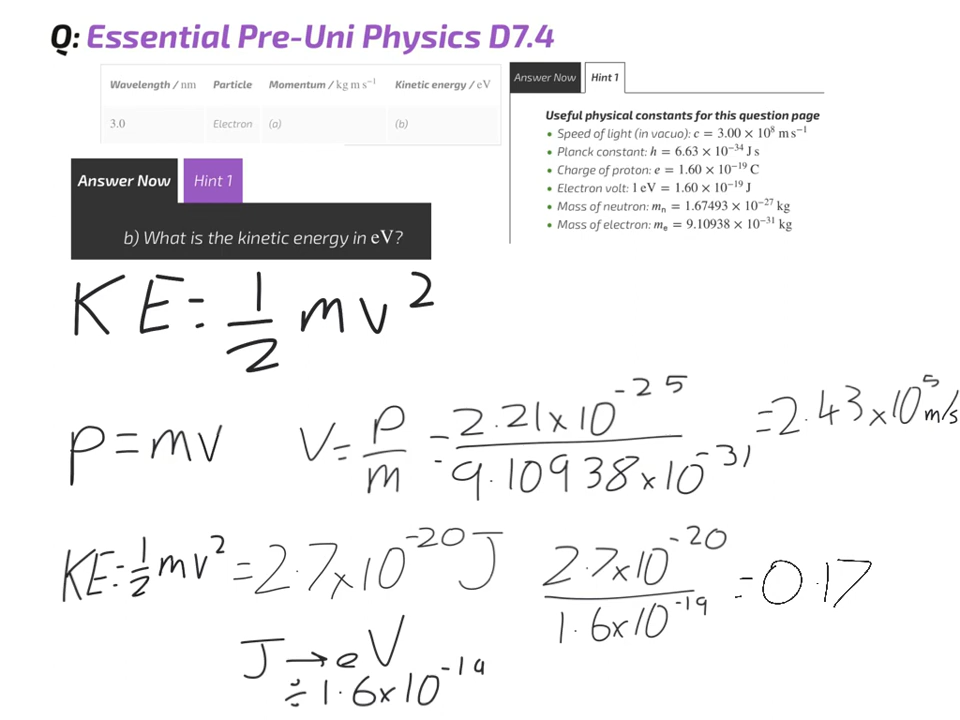 Q: Essential Pre-Uni Physics D7.4
Wavelength / nm Particle Momentum / kg m s⁻¹ Kinetic energy / eV
3.0 Electron (a) (b)
Answer Now Hint 1
Useful physical constants for this question page
• Speed of light (in vacuo): c = 3.00 × 10⁸ m s⁻¹
• Planck constant: h = 6.63 × 10⁻³⁴ J s
• Charge of proton: e = 1.60 × 10⁻¹⁹ C
• Electron volt: 1 eV = 1.60 × 10⁻¹⁹ J
• Mass of neutron: mₙ = 1.67493 × 10⁻²⁷ kg
• Mass of electron: mₑ = 9.10938 × 10⁻³¹ kg
Answer Now Hint 1
b) What is the kinetic energy in eV?
KE = 1/2 mv²
p = mv V = p/m = 2.21 x 10⁻²⁵ / 9.10938 x 10⁻³¹ = 2.43 x 10⁵ m/s
KE = 1/2 mv² = 2.7 x 10⁻²⁰ J 2.7 x 10⁻²⁰ / 1.6 x 10⁻¹⁹ = 0.17
J → eV
÷ 1.6 x 10⁻¹⁹